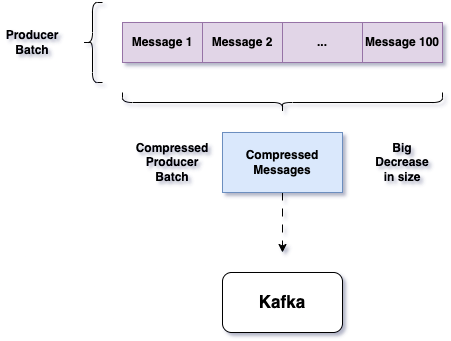 Producer
Batch
Message 1
Message 2
...
Message 100
Compressed
Producer
Batch
Compressed
Messages
Big
Decrease
in size
Kafka